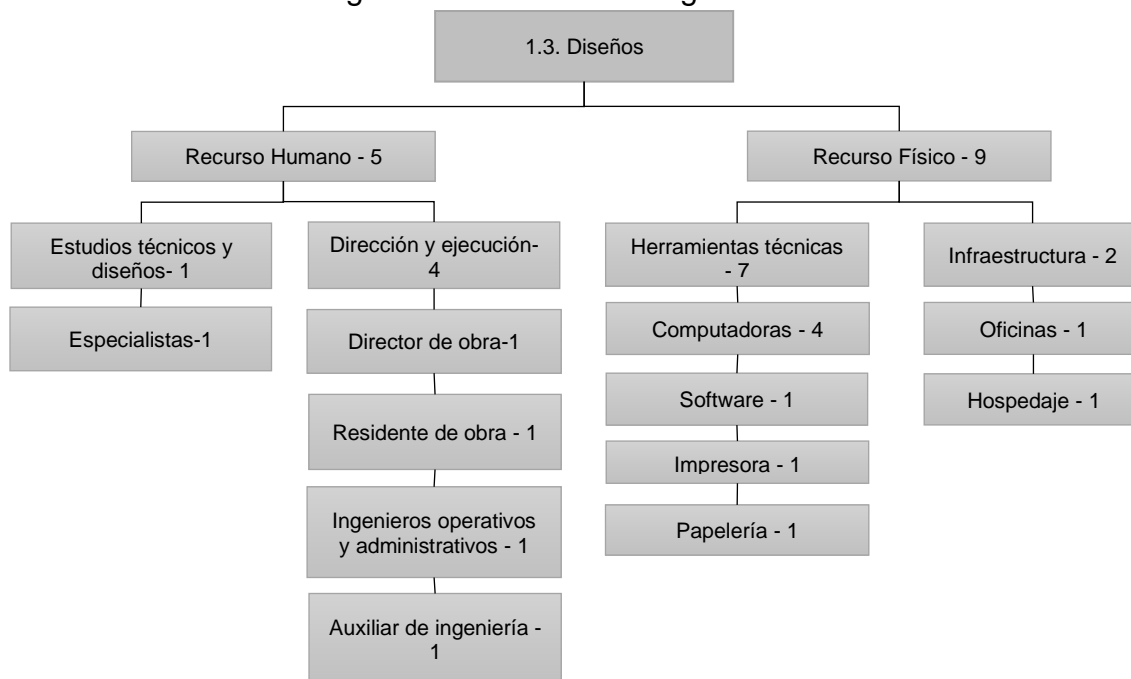 1.3. Diseños
Recurso Humano - 5
Recurso Físico - 9
Estudios técnicos y
diseños- 1
Dirección y ejecución-
4
Herramientas técnicas
- 7
Infraestructura - 2
Especialistas-1
Director de obra-1
Computadoras - 4
Oficinas - 1
Residente de obra - 1
Software - 1
Hospedaje - 1
Impresora - 1
Ingenieros operativos
y administrativos - 1
Papelería - 1
Auxiliar de ingeniería -
1